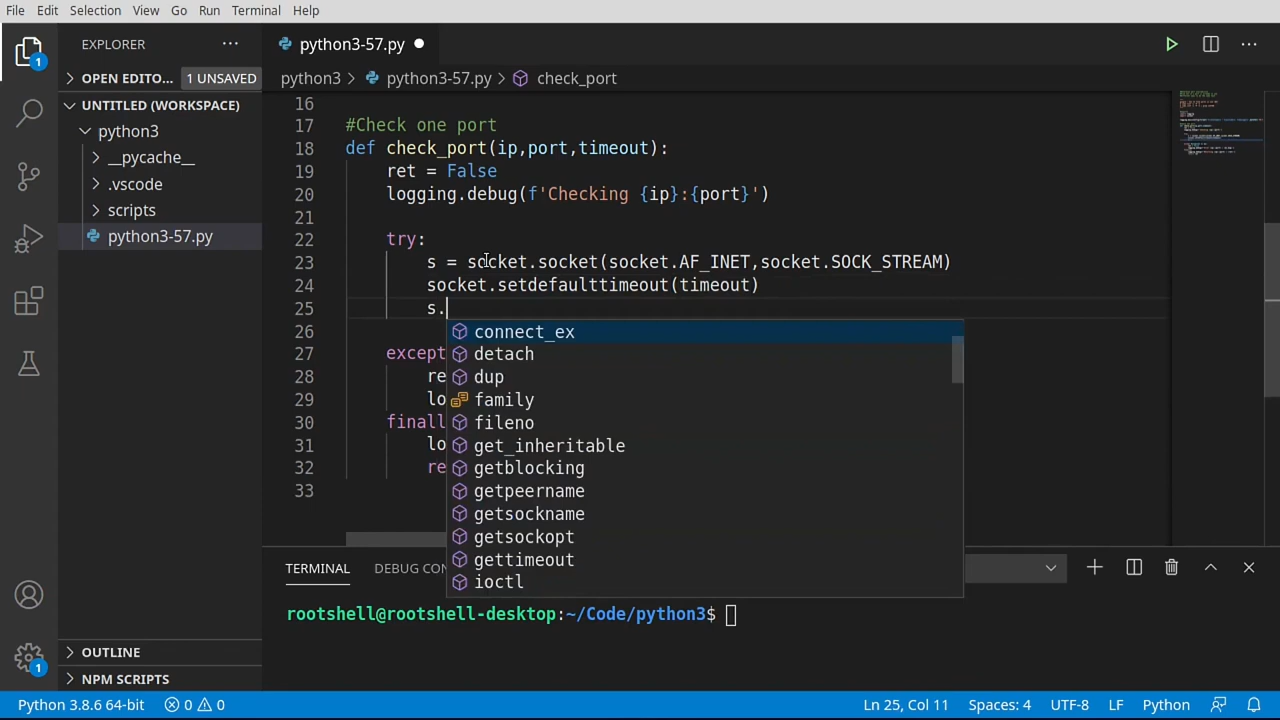 File Edit Selection View Go Run Terminal Help
EXPLORER
python3-57.py
OPEN EDITO... 1 UNSAVED
python3 > python3-57.py > check_port
UNTITLED (WORKSPACE)
python3
__pycache__
.vscode
scripts
python3-57.py
16
17 #Check one port
18 def check_port(ip,port,timeout):
19 ret = False
20 logging.debug(f'Checking {ip}:{port}')
21
22 try:
23 s = socket.socket(socket.AF_INET,socket.SOCK_STREAM)
24 socket.setdefaulttimeout(timeout)
25 s.
26
27 except
28 re
29 lo
30 finall
31 lo
32 re
33
connect_ex
detach
dup
family
fileno
get_inheritable
getblocking
getpeername
getsockname
getsockopt
gettimeout
ioctl
TERMINAL DEBUG CON
rootshell@rootshell-desktop:~/Code/python3$
OUTLINE
NPM SCRIPTS
1
1
Python 3.8.6 64-bit 0 0 Ln 25, Col 11 Spaces: 4 UTF-8 LF Python